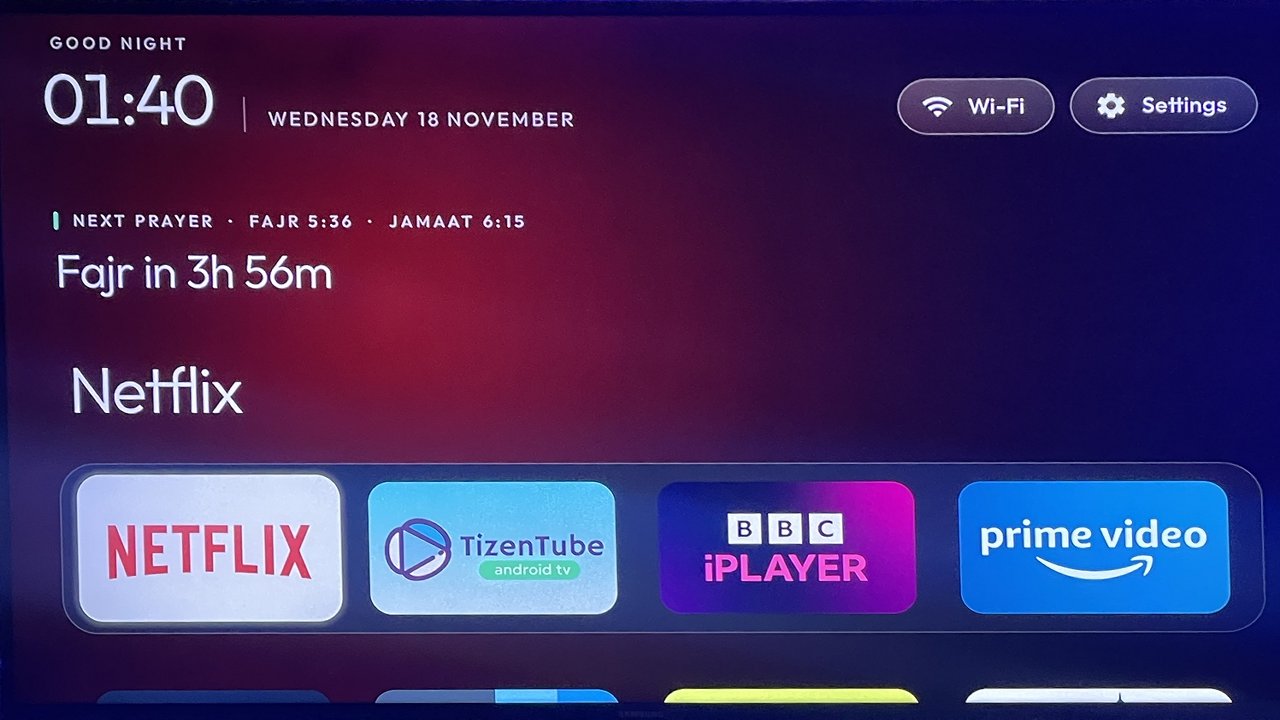 GOOD NIGHT
01:40
WEDNESDAY 18 NOVEMBER
Wi-Fi
Settings
NEXT PRAYER · FAJR 5:36 · JAMAAT 6:15
Fajr in 3h 56m
Netflix
NETFLIX
TizenTube
android tv
BBC
iPLAYER
prime video
SAMSUNG